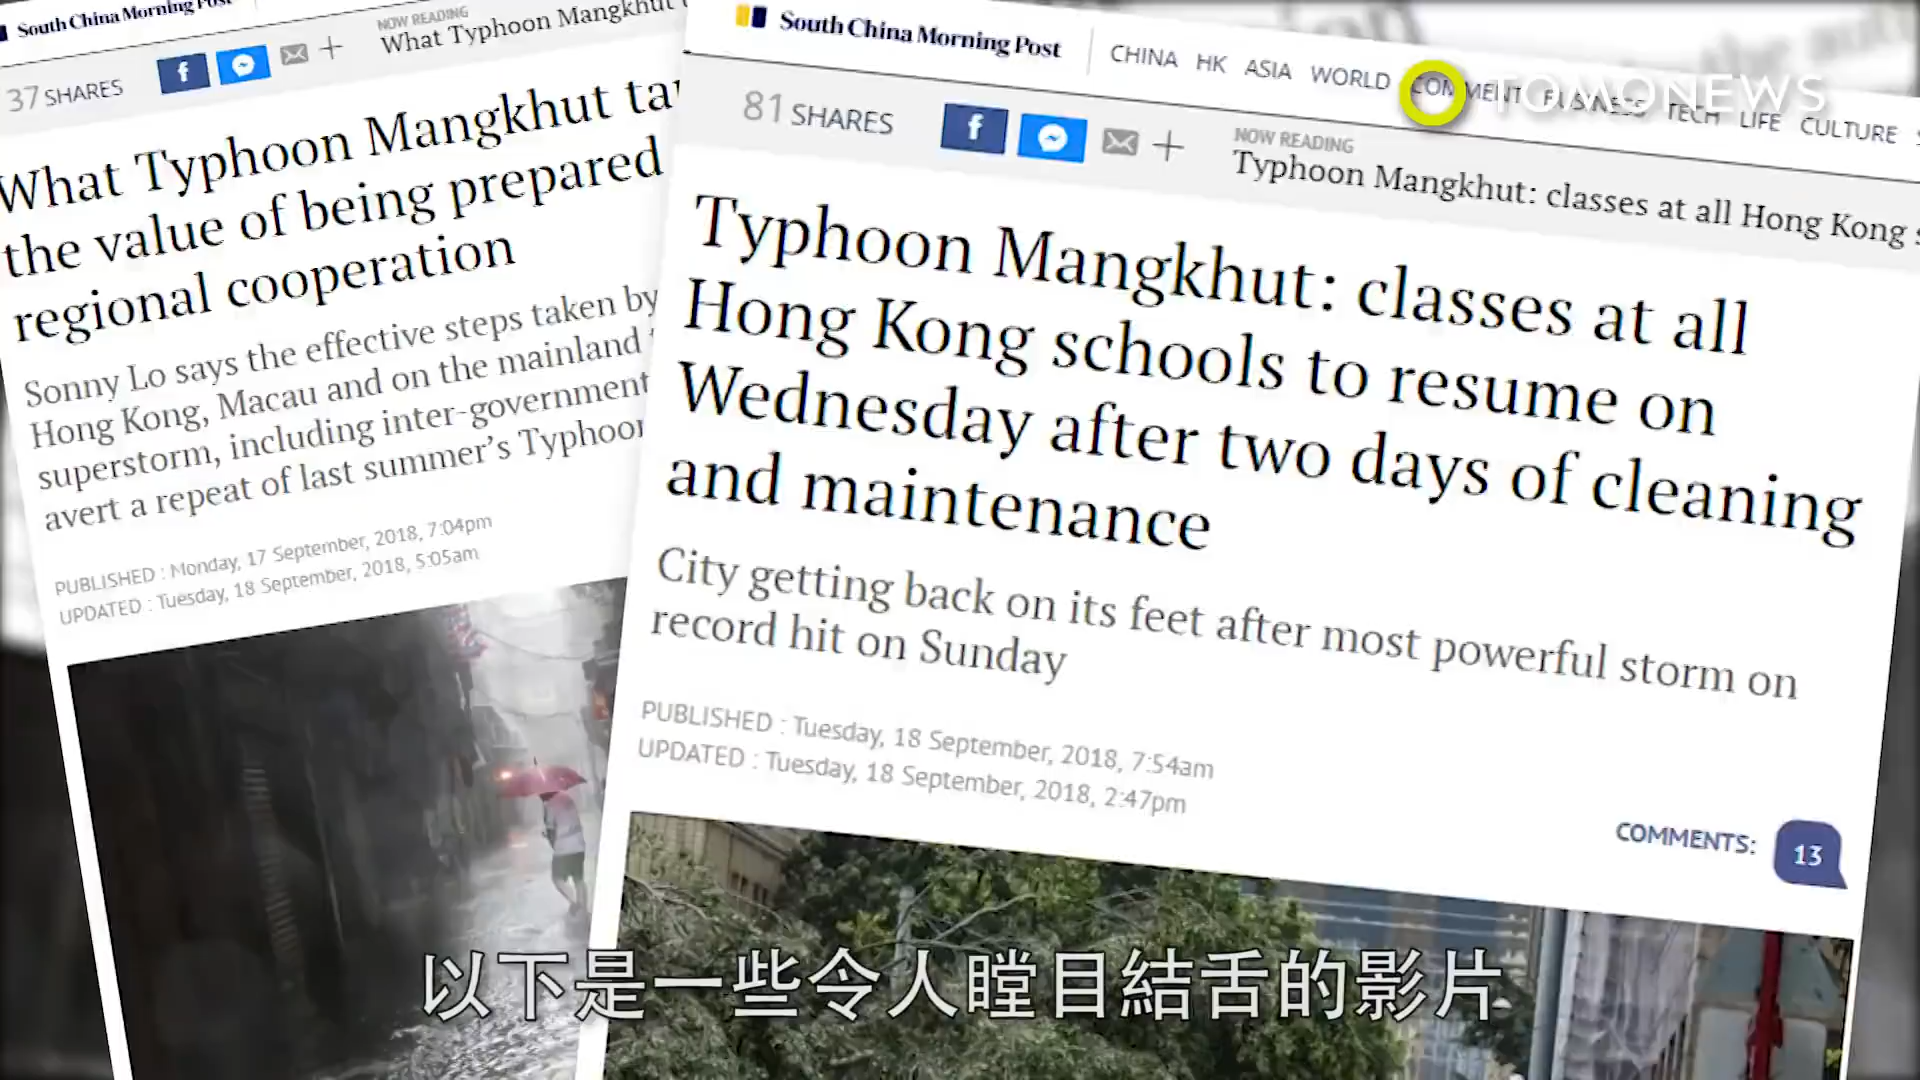 South China Morning Post
37 SHARES
NOW READING
What Typhoon Mangkhut
What Typhoon Mangkhut
the value of being prepared
regional cooperation
Sonny Lo says the effective steps taken by
Hong Kong, Macau and on the mainland
superstorm, including inter-government
avert a repeat of last summer’s Typhoon
PUBLISHED : Monday, 17 September, 2018, 7:04pm
UPDATED : Tuesday, 18 September, 2018, 5:05am
South China Morning Post
CHINA HK ASIA WORLD COMMENT BUSINESS TECH LIFE CULTURE
TOMONEWS
81 SHARES
NOW READING
Typhoon Mangkhut: classes at all Hong Kong
Typhoon Mangkhut: classes at all
Hong Kong schools to resume on
Wednesday after two days of cleaning
and maintenance
City getting back on its feet after most powerful storm on
record hit on Sunday
PUBLISHED : Tuesday, 18 September, 2018, 7:54am
UPDATED : Tuesday, 18 September, 2018, 2:47pm
COMMENTS: 13
以下是一些令人瞠目結舌的影片